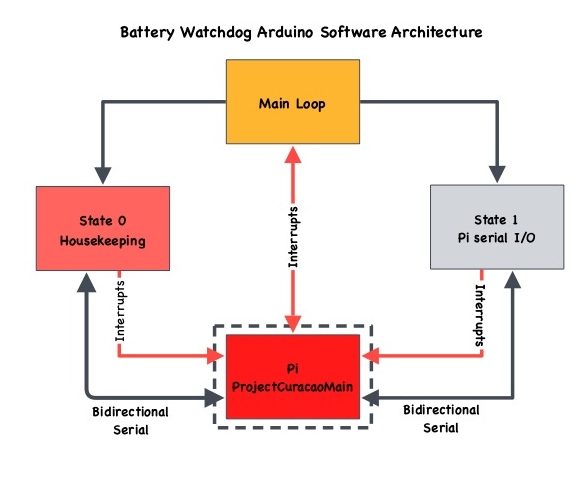 Battery Watchdog Arduino Software Architecture
Main Loop
State 0
Housekeeping
State 1
Pi serial I/O
Interrupts
Interrupts
Interrupts
Pi
ProjectCuracaoMain
Bidirectional
Serial
Bidirectional
Serial